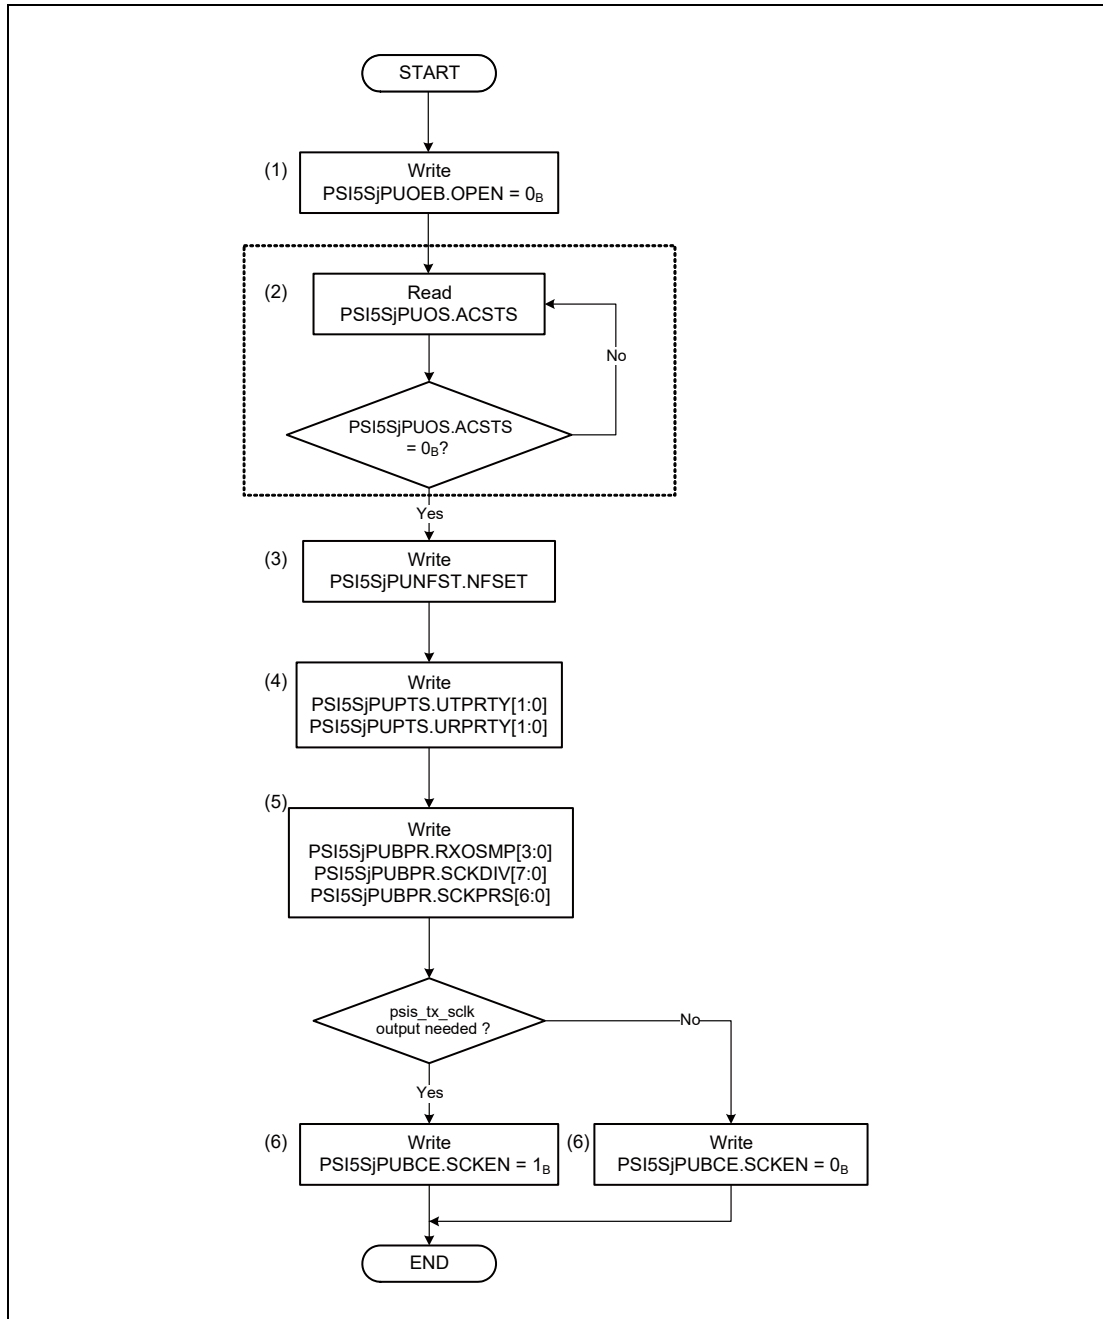 START
(1)
Write
PSI5SjPUOEB.OPEN = 0B
(2)
Read
PSI5SjPUOS.ACSTS
No
PSI5SjPUOS.ACSTS
= 0B?
Yes
(3)
Write
PSI5SjPUNFST.NFSET
(4)
Write
PSI5SjPUPTS.UTPRTY[1:0]
PSI5SjPUPTS.URPRTY[1:0]
(5)
Write
PSI5SjPUBPR.RXOSMP[3:0]
PSI5SjPUBPR.SCKDIV[7:0]
PSI5SjPUBPR.SCKPRS[6:0]
psis_tx_sclk
output needed ?
No
Yes
(6)
Write
PSI5SjPUBCE.SCKEN = 1B
(6)
Write
PSI5SjPUBCE.SCKEN = 0B
END